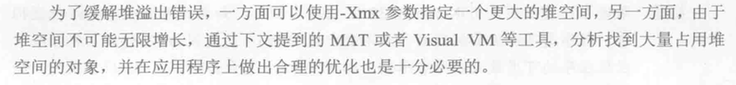 为了缓解堆溢出错误，一方面可以使用-Xmx 参数指定一个更大的堆空间，另一方面，由于
堆空间不可能无限增长，通过下文提到的 MAT 或者 Visual VM 等工具，分析找到大量占用堆
空间的对象，并在应用程序上做出合理的优化也是十分必要的。